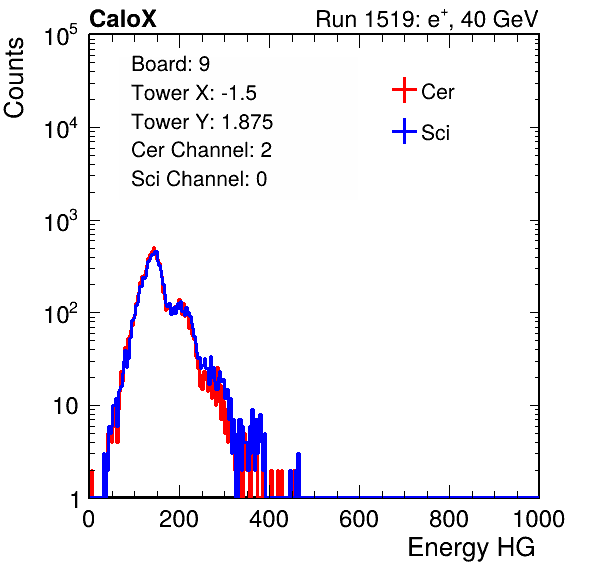 CaloX Run 1519: e⁺, 40 GeV
Counts
Board: 9
Tower X: -1.5
Tower Y: 1.875
Cer Channel: 2
Sci Channel: 0
Cer
Sci
10⁵
10⁴
10³
10²
10
1
0 200 400 600 800 1000
Energy HG